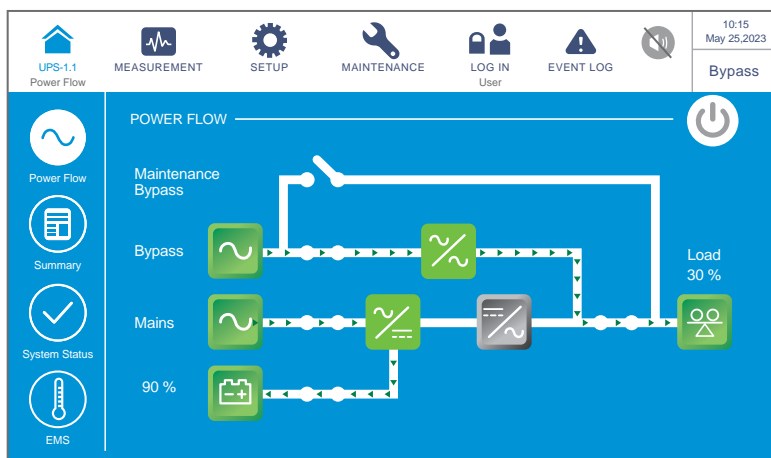 UPS-1.1
Power Flow
MEASUREMENT
SETUP
MAINTENANCE
LOG IN
User
EVENT LOG
10:15
May 25,2023
Bypass
POWER FLOW
Power Flow
Summary
System Status
EMS
Maintenance
Bypass
Bypass
Mains
90 %
Load
30 %